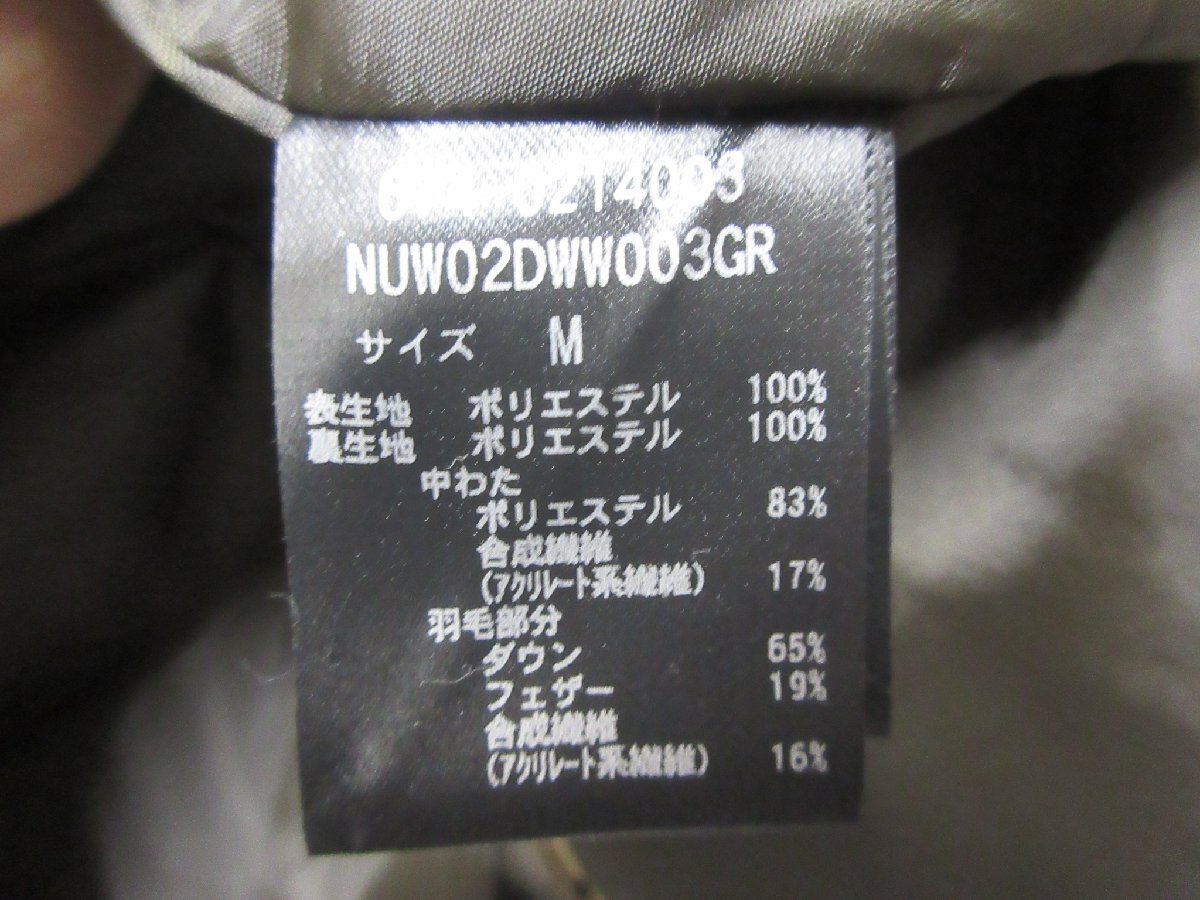 NUW02DWW003GR
サイズ M
表生地 ポリエステル 100%
裏生地 ポリエステル 100%
中わた
ポリエステル 83%
合成繊維
(アクリレート系繊維) 17%
羽毛部分
ダウン 65%
フェザー 19%
合成繊維
(アクリレート系繊維) 16%